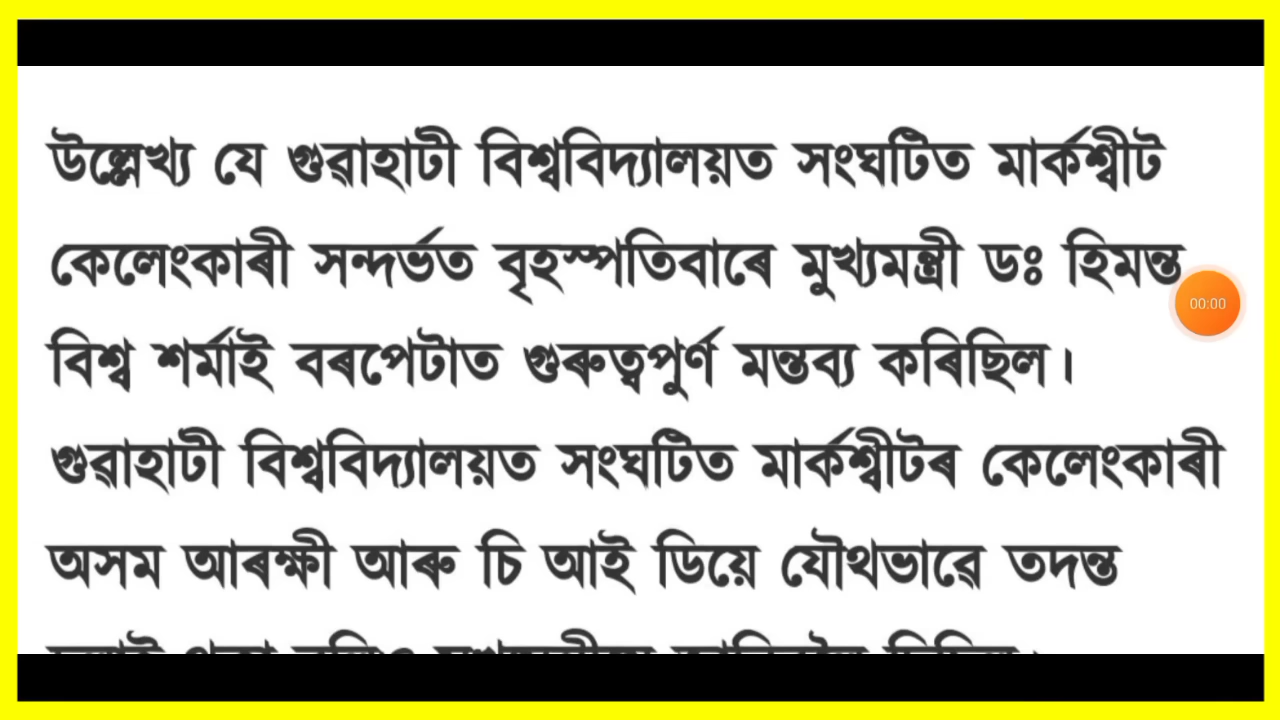 উল্লেখ্য যে গুৱাহাটী বিশ্ববিদ্যালয়ত সংঘটিত মাৰ্কশ্বীট
কেলেংকাৰী সন্দৰ্ভত বৃহস্পতিবাৰে মুখ্যমন্ত্ৰী ডঃ হিমন্ত
00:00
বিশ্ব শৰ্মাই বৰপেটাত গুৰুত্বপুৰ্ণ মন্তব্য কৰিছিল।
গুৱাহাটী বিশ্ববিদ্যালয়ত সংঘটিত মাৰ্কশ্বীটৰ কেলেংকাৰী
অসম আৰক্ষী আৰু চি আই ডিয়ে যৌথভাৱে তদন্ত